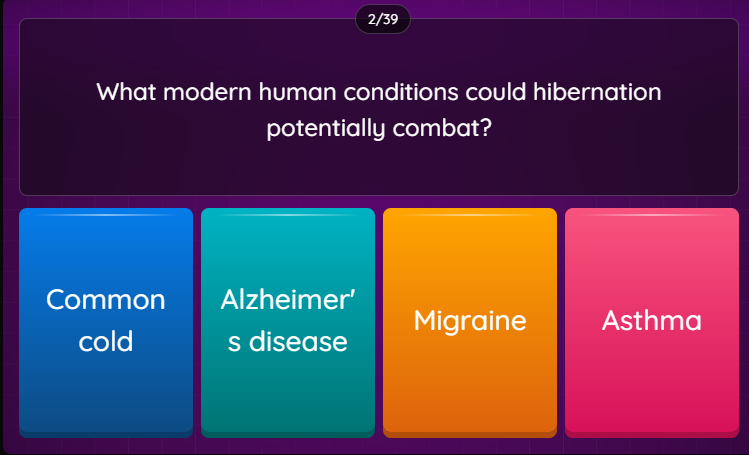 2/39
What modern human conditions could hibernation
potentially combat?
Common
cold
Alzheimer'
s disease
Migraine
Asthma